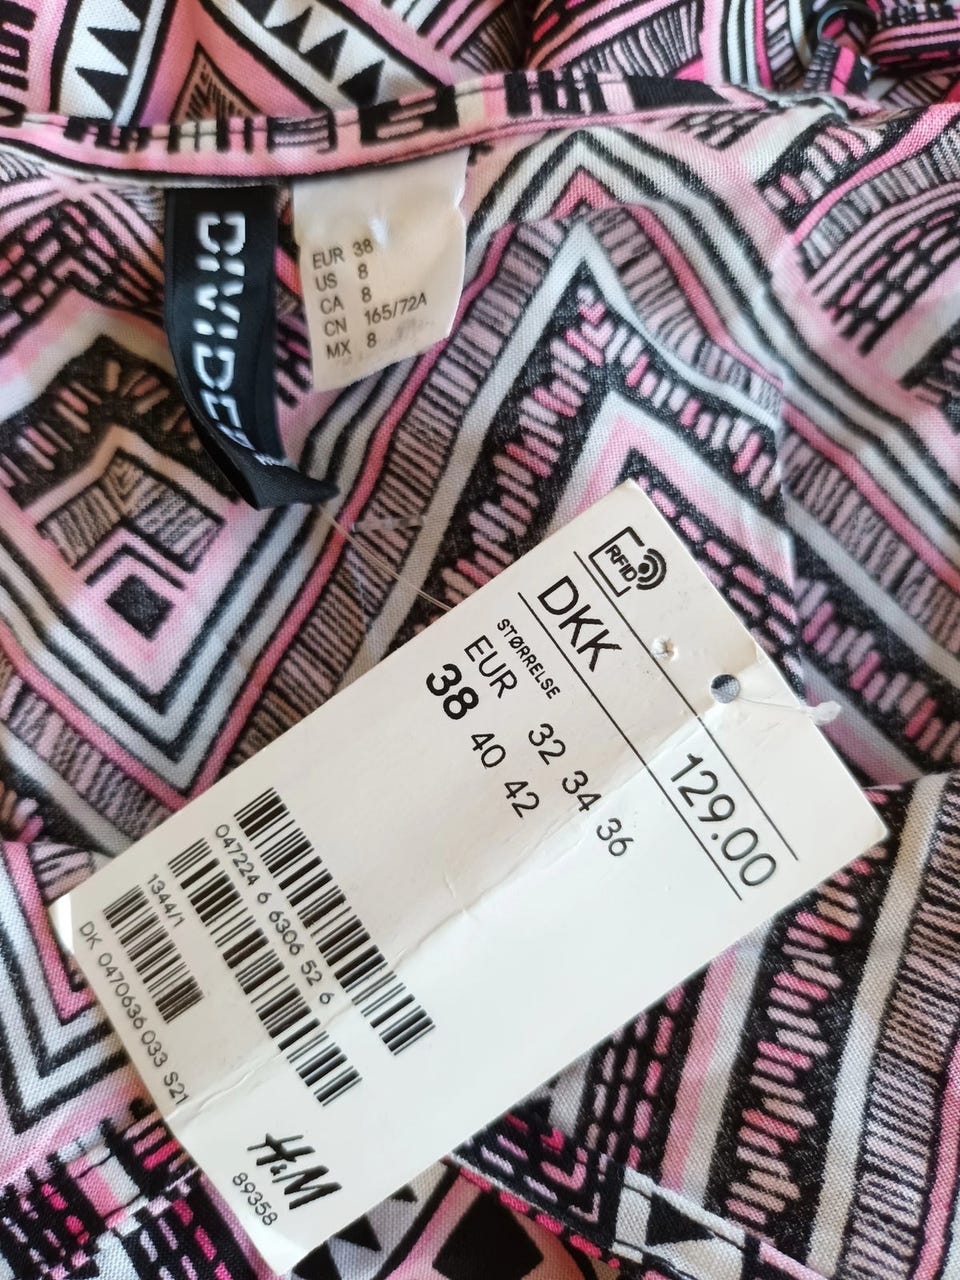 DIVIDED
EUR 38
US 8
CA 8
CN 165/72A
MX 8
RFID
DKK 129.00
STØRRELSE
EUR 32 34 36
38 40 42
047224 6 6306 52 6
1344/1
DK 0470636 033 S21
H&M
89358